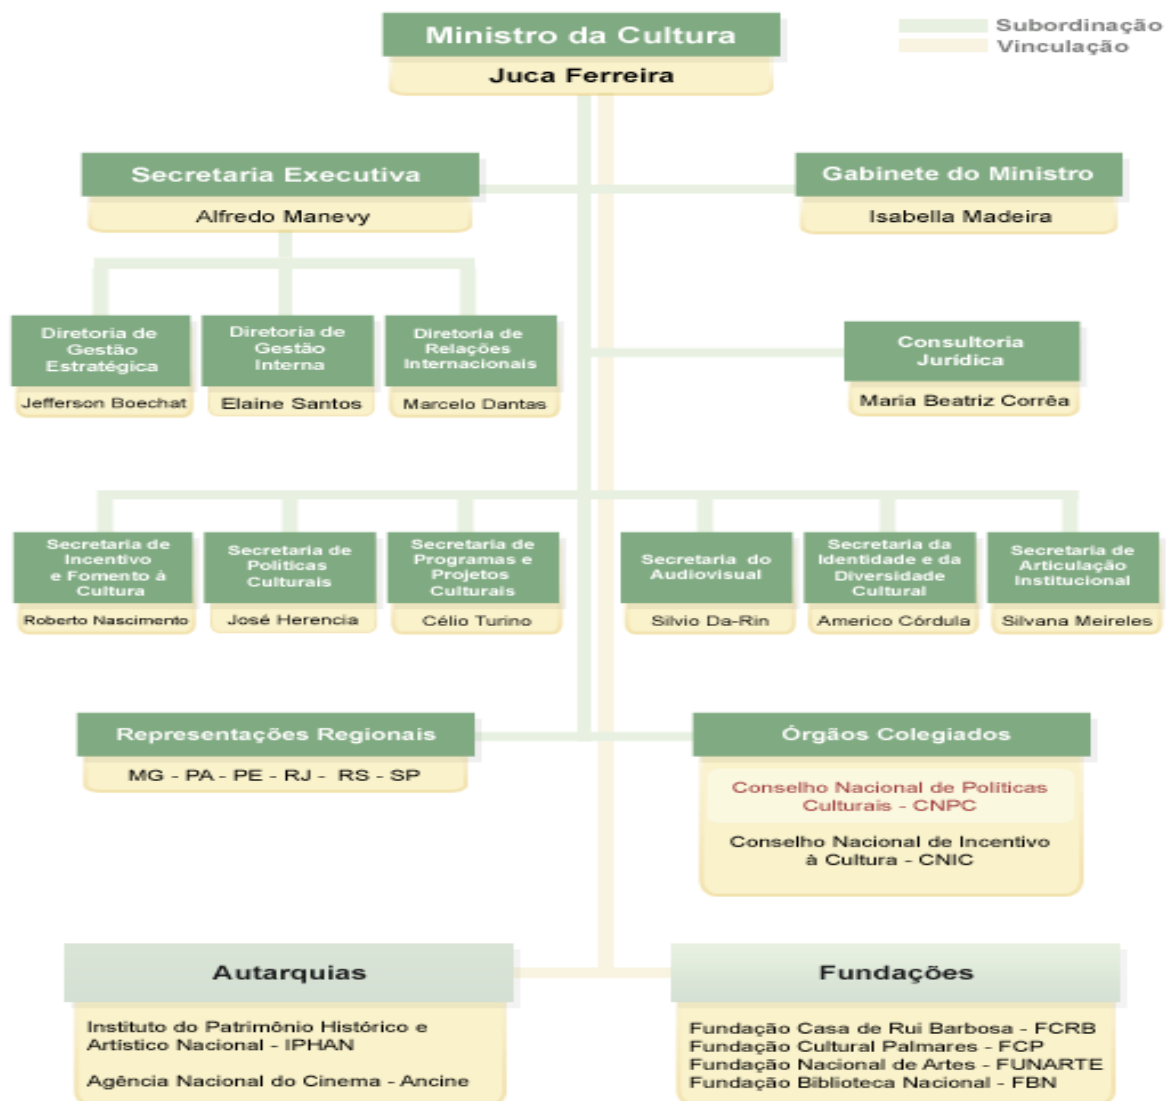 Ministro da Cultura
Juca Ferreira
Subordinação
Vinculação
Secretaria Executiva
Alfredo Manevy
Gabinete do Ministro
Isabella Madeira
Diretoria de
Gestão
Estratégica
Jefferson Boechat
Diretoria de
Gestão
Interna
Elaine Santos
Diretoria de
Relações
Internacionais
Marcelo Dantas
Consultoria
Jurídica
Maria Beatriz Corrêa
Secretaria de
Incentivo
e Fomento à
Cultura
Roberto Nascimento
Secretaria de
Políticas
Culturais
José Herencia
Secretaria de
Programas e
Projetos
Culturais
Célio Turino
Secretaria do
Audiovisual
Silvio Da-Rin
Secretaria da
Identidade e da
Diversidade
Cultural
Americo Córdula
Secretaria de
Articulação
Institucional
Silvana Meireles
Representações Regionais
MG - PA - PE - RJ - RS - SP
Órgãos Colegiados
Conselho Nacional de Políticas
Culturais - CNPC
Conselho Nacional de Incentivo
à Cultura - CNIC
Autarquias
Instituto do Patrimônio Histórico e
Artístico Nacional - IPHAN
Agência Nacional do Cinema - Ancine
Fundações
Fundação Casa de Rui Barbosa - FCRB
Fundação Cultural Palmares - FCP
Fundação Nacional de Artes - FUNARTE
Fundação Biblioteca Nacional - FBN